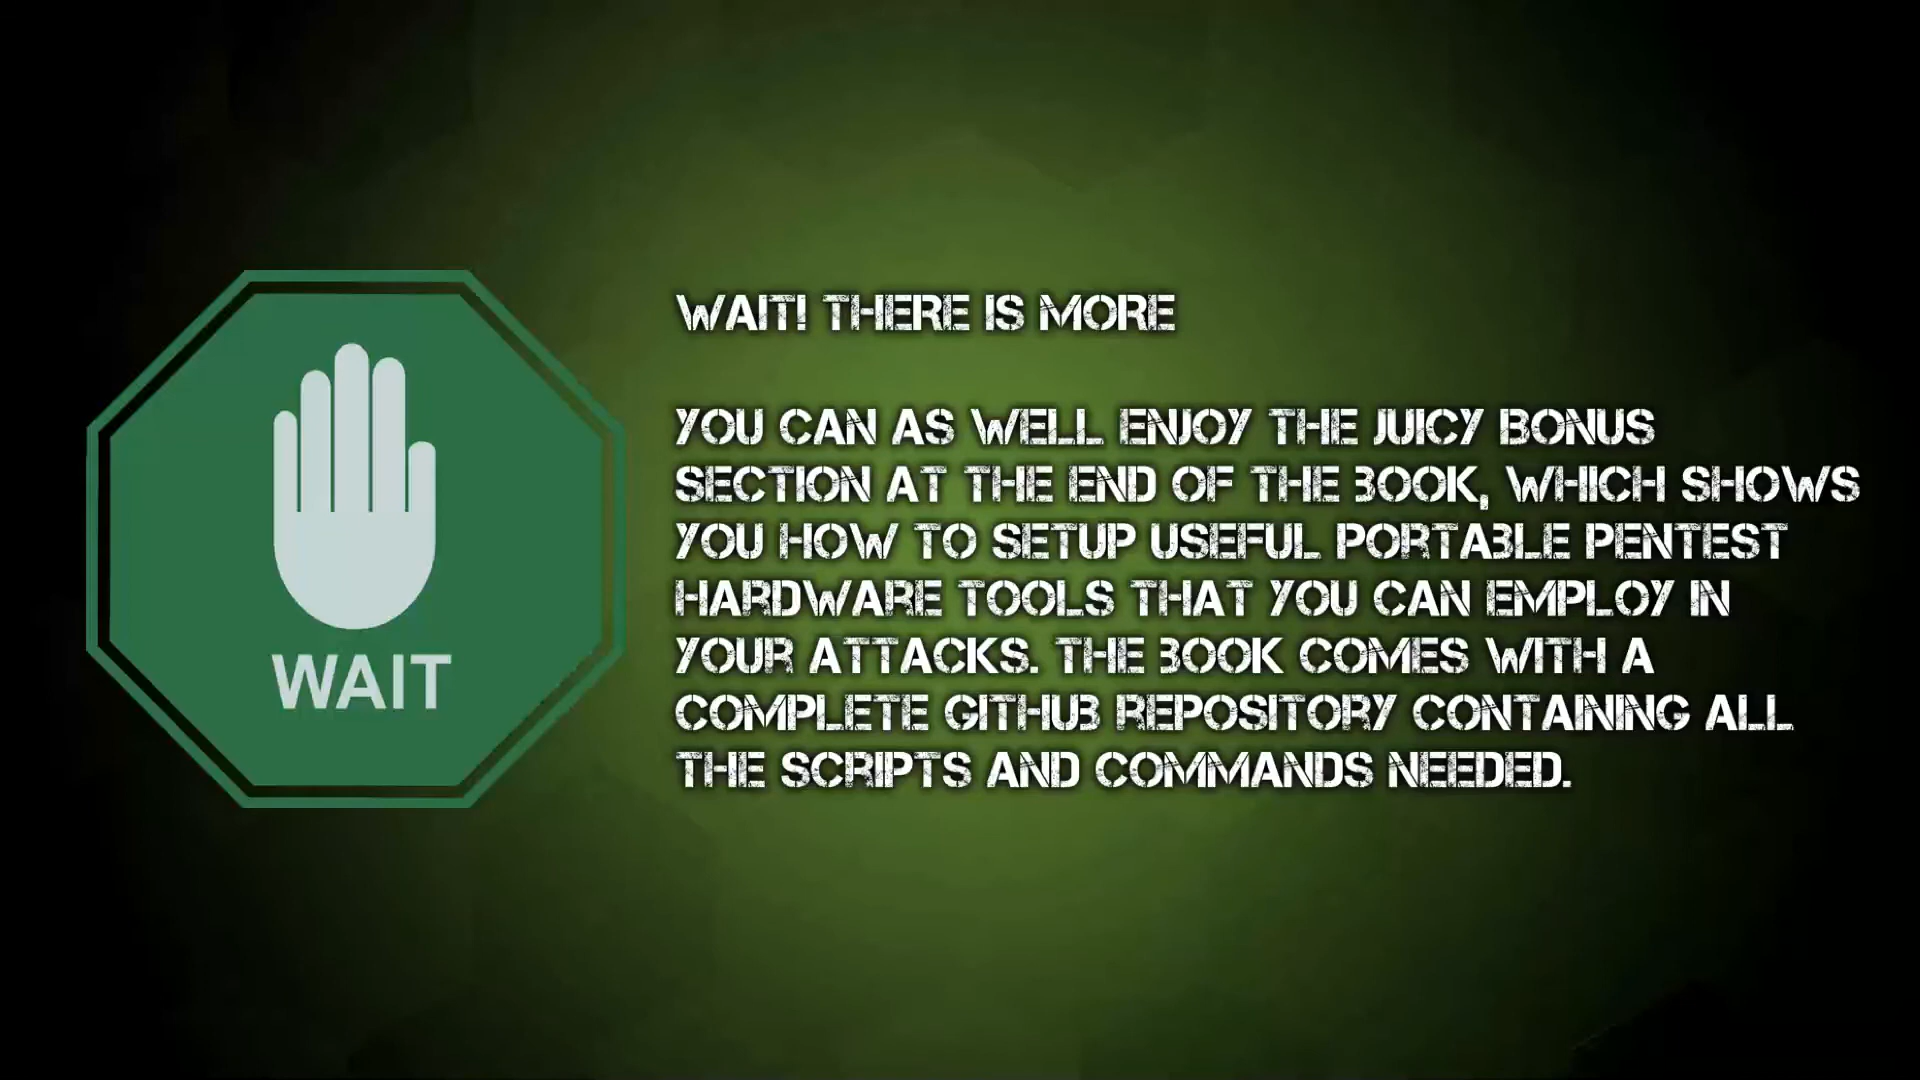 WAIT
WAIT! THERE IS MORE
YOU CAN AS WELL ENJOY THE JUICY BONUS
SECTION AT THE END OF THE BOOK, WHICH SHOWS
YOU HOW TO SETUP USEFUL PORTABLE PENTEST
HARDWARE TOOLS THAT YOU CAN EMPLOY IN
YOUR ATTACKS. THE BOOK COMES WITH A
COMPLETE GITHUB REPOSITORY CONTAINING ALL
THE SCRIPTS AND COMMANDS NEEDED.